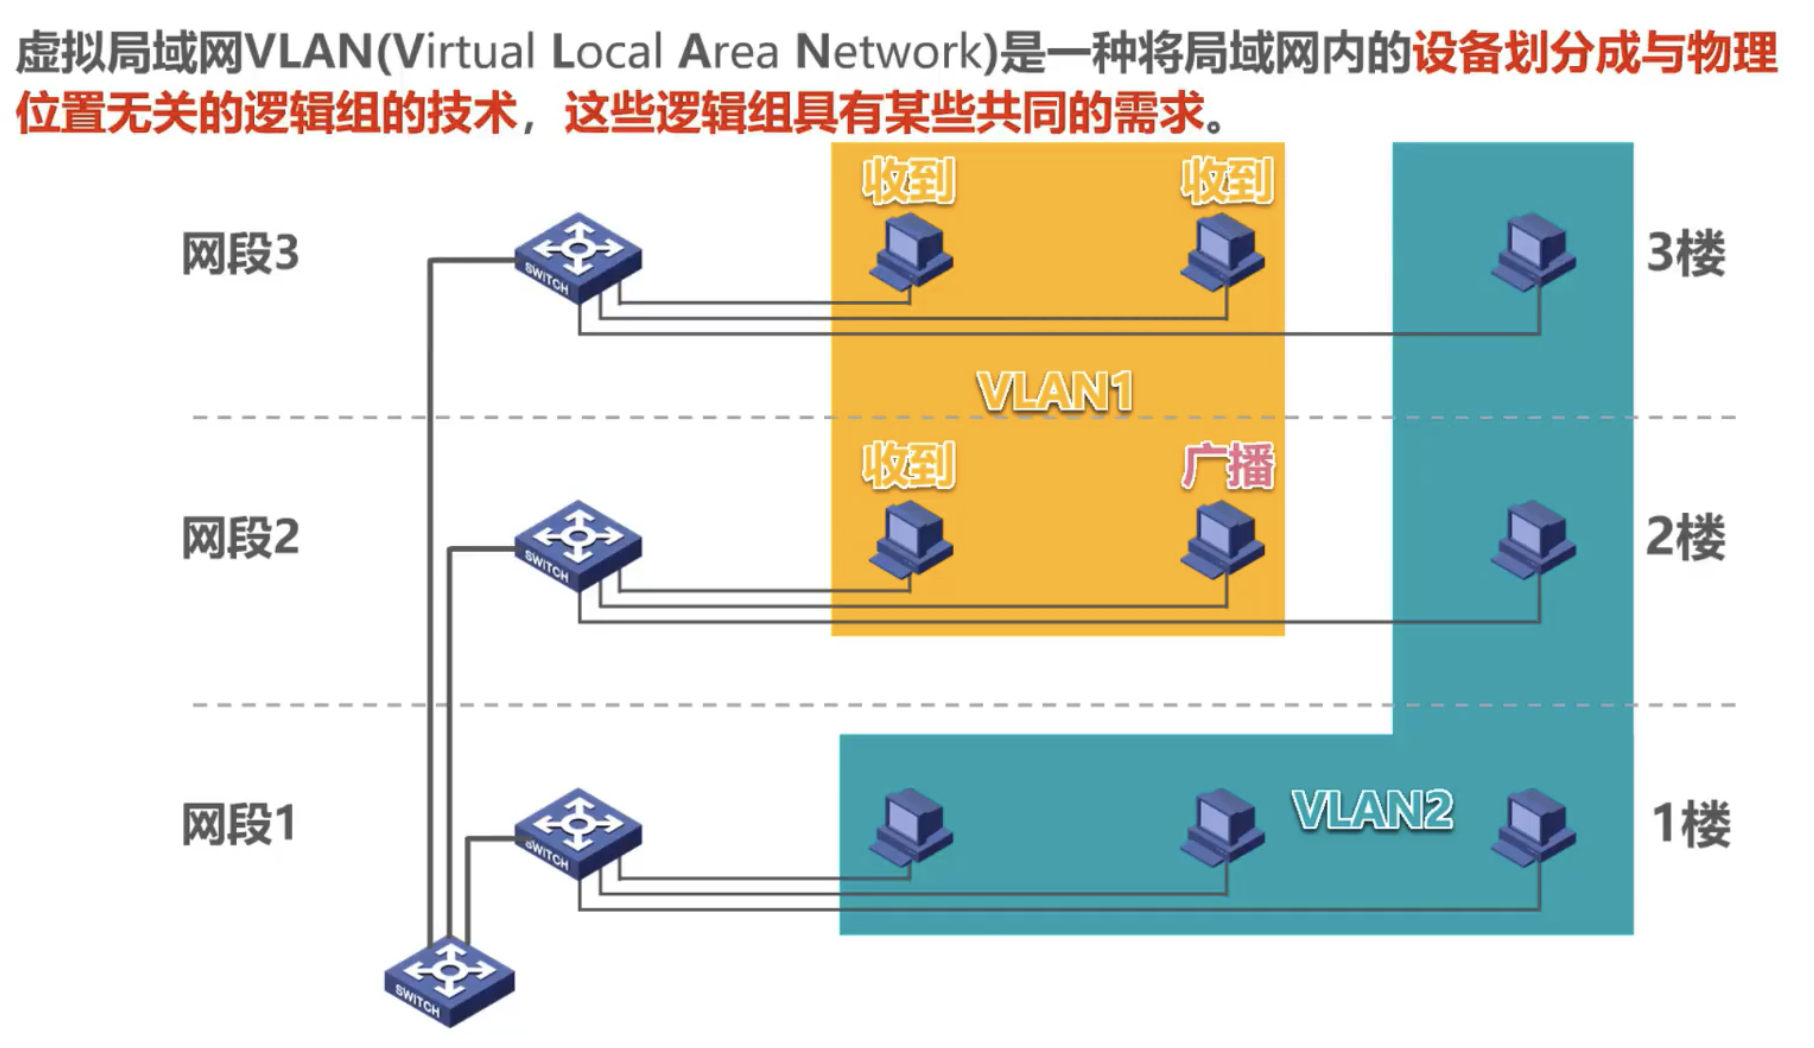 虚拟局域网VLAN(Virtual Local Area Network)是一种将局域网内的设备划分成与物理
位置无关的逻辑组的技术，这些逻辑组具有某些共同的需求。
收到
收到
网段3
SWITCH
3楼
VLAN1
收到
广播
网段2
SWITCH
2楼
网段1
SWITCH
VLAN2
1楼
SWITCH